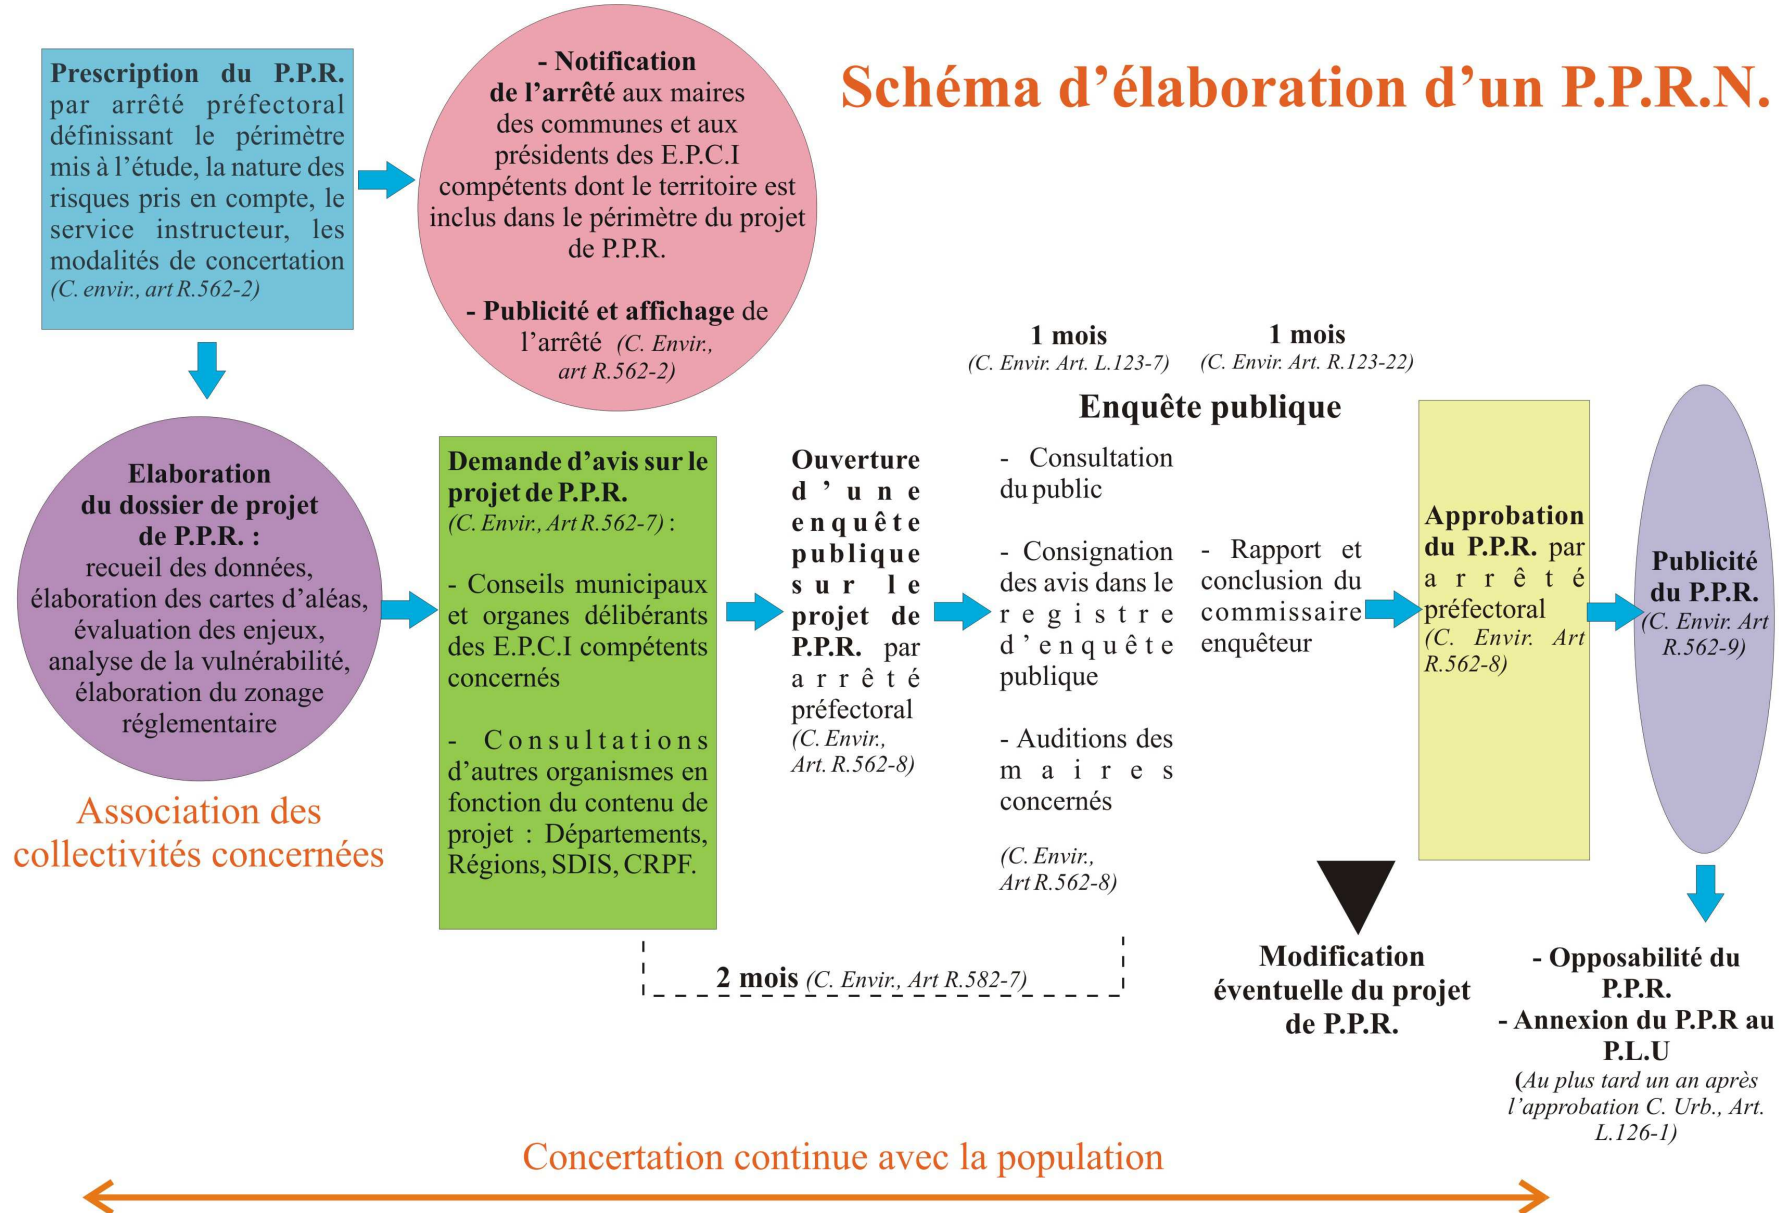 Schéma d’élaboration d’un P.P.R.N.
Prescription du P.P.R.
par arrêté préfectoral
définissant le périmètre
mis à l’étude, la nature des
risques pris en compte, le
service instructeur, les
modalités de concertation
(C. envir., art R.562-2)
- Notification
de l’arrêté aux maires
des communes et aux
présidents des E.P.C.I
compétents dont le territoire est
inclus dans le périmètre du projet
de P.P.R.
- Publicité et affichage de
l’arrêté (C. Envir.,
art R.562-2)
Elaboration
du dossier de projet
de P.P.R. :
recueil des données,
élaboration des cartes d’aléas,
évaluation des enjeux,
analyse de la vulnérabilité,
élaboration du zonage
réglementaire
Association des
collectivités concernées
Demande d’avis sur le
projet de P.P.R.
(C. Envir., Art R.562-7) :
- Conseils municipaux
et organes délibérants
des E.P.C.I compétents
concernés
- Consultations
d’autres organismes en
fonction du contenu de
projet : Départements,
Régions, SDIS, CRPF.
Ouverture
d’une
enquête
publique
sur le
projet de
P.P.R. par
arrêté
préfectoral
(C. Envir.,
Art. R.562-8)
1 mois
(C. Envir. Art. L.123-7)
1 mois
(C. Envir. Art. R.123-22)
Enquête publique
- Consultation
du public
- Consignation
des avis dans le
registre
d’enquête
publique
- Auditions des
maires
concernés
(C. Envir.,
Art R.562-8)
- Rapport et
conclusion du
commissaire
enquêteur
2 mois (C. Envir., Art R.582-7)
Approbation
du P.P.R. par
arrêté
préfectoral
(C. Envir. Art
R.562-8)
Modification
éventuelle du projet
de P.P.R.
Publicité
du P.P.R.
(C. Envir. Art
R.562-9)
- Opposabilité du
P.P.R.
- Annexion du P.P.R au
P.L.U
(Au plus tard un an après
l’approbation C. Urb., Art.
L.126-1)
Concertation continue avec la population